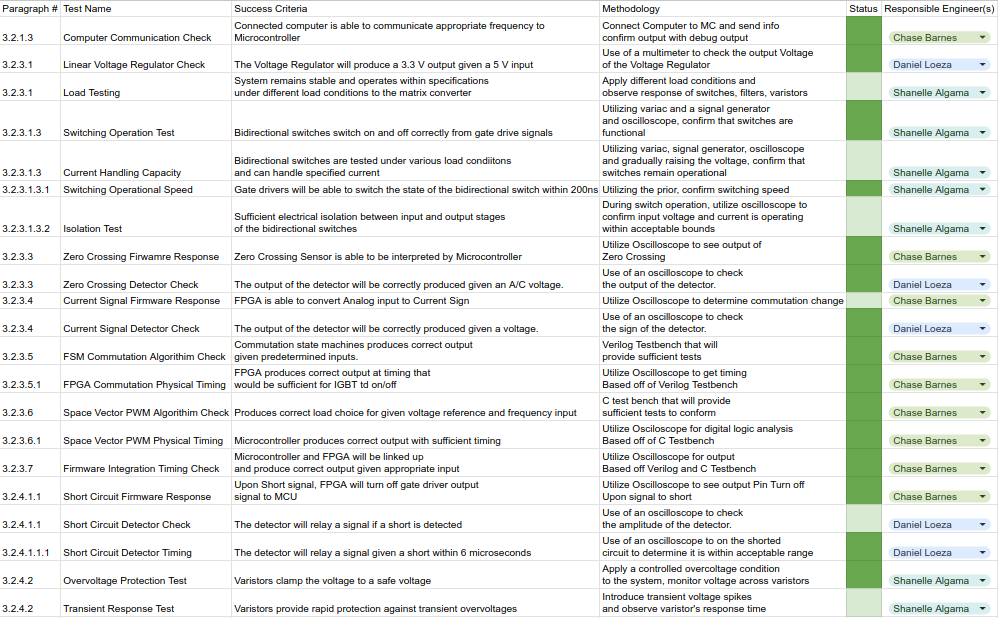 Paragraph # Test Name Success Criteria Methodology Status Responsible Engineer(s)
Connected computer is able to communicate appropriate frequency to Connect Computer to MC and send info
3.2.1.3 Computer Communication Check Microcontroller confirm output with debug output Chase Barnes
Use of a multimeter to check the output Voltage
3.2.3.1 Linear Voltage Regulator Check The Voltage Regulator will produce a 3.3 V output given a 5 V input of the Voltage Regulator Daniel Loeza
System remains stable and operates within specifications Apply different load conditions and
3.2.3.1 Load Testing under different load conditions to the matrix converter observe response of switches, filters, varistors Shanelle Algama
Utilizing variac and a signal generator
and oscilloscope, confirm that switches are
3.2.3.1.3 Switching Operation Test Bidirectional switches switch on and off correctly from gate drive signals functional Shanelle Algama
Utilizing variac, signal generator, oscilloscope
Bidirectional switches are tested under various load condiitons and gradually raising the voltage, confirm that
3.2.3.1.3 Current Handling Capacity and can handle specified current switches remain operational Shanelle Algama
3.2.3.1.3.1 Switching Operational Speed Gate drivers will be able to switch the state of the bidirectional switch within 200ns Utilizing the prior, confirm switching speed Shanelle Algama
During switch operation, utilize oscilloscope to
Sufficient electrical isolation between input and output stages confirm input voltage and current is operating
3.2.3.1.3.2 Isolation Test of the bidirectional switches within acceptable bounds Shanelle Algama
Utilize Oscilloscope to see output of
3.2.3.3 Zero Crossing Firwamre Response Zero Crossing Sensor is able to be interpreted by Microcontroller Zero Crossing Chase Barnes
Use of an oscilloscope to check
3.2.3.3 Zero Crossing Detector Check The output of the detector will be correctly produced given an A/C voltage. the output of the detector. Daniel Loeza
3.2.3.4 Current Signal Firmware Response FPGA is able to convert Analog input to Current Sign Utilize Oscilloscope to determine commutation change Chase Barnes
Use of an oscilloscope to check
3.2.3.4 Current Signal Detector Check The output of the detector will be correctly produced given a voltage. the sign of the detector. Daniel Loeza
Commutation state machines produces correct output Verilog Testbench that will
3.2.3.5 FSM Commutation Algorithim Check given predetermined inputs. provide sufficient tests Chase Barnes
FPGA produces correct output at timing that Utilize Oscilloscope to get timing
3.2.3.5.1 FPGA Commutation Physical Timing would be sufficient for IGBT td on/off Based off of Verilog Testbench Chase Barnes
C test bench that will provide
3.2.3.6 Space Vector PWM Algorithim Check Produces correct load choice for given voltage reference and frequency input sufficient tests to conform Chase Barnes
Utilize Osciloscope for digital logic analysis
3.2.3.6.1 Space Vector PWM Physical Timing Microcontroller produces correct output with sufficient timing Based off of C Testbench Chase Barnes
Microcontroller and FPGA will be linked up Utilize Oscilloscope for output
3.2.3.7 Firmware Integration Timing Check and produce correct output given appropriate input Based off Verilog and C Testbench Chase Barnes
Upon Short signal, FPGA will turn off gate driver output Utilize Oscilloscope to see output Pin Turn off
3.2.4.1.1 Short Circuit Firmware Response signal to MCU Upon signal to short Chase Barnes
Use of an oscilloscope to check
3.2.4.1.1 Short Circuit Detector Check The detector will relay a signal if a short is detected the amplitude of the detector. Daniel Loeza
Use of an oscilloscope to on the shorted
3.2.4.1.1.1 Short Circuit Detector Timing The detector will relay a signal given a short within 6 microseconds circuit to determine it is within acceptable range Daniel Loeza
Apply a controlled overcoltage condition
3.2.4.2 Overvoltage Protection Test Varistors clamp the voltage to a safe voltage to the system, monitor voltage across varistors Shanelle Algama
Introduce transient voltage spikes
3.2.4.2 Transient Response Test Varistors provide rapid protection against transient overvoltages and observe varistor's response time Shanelle Algama